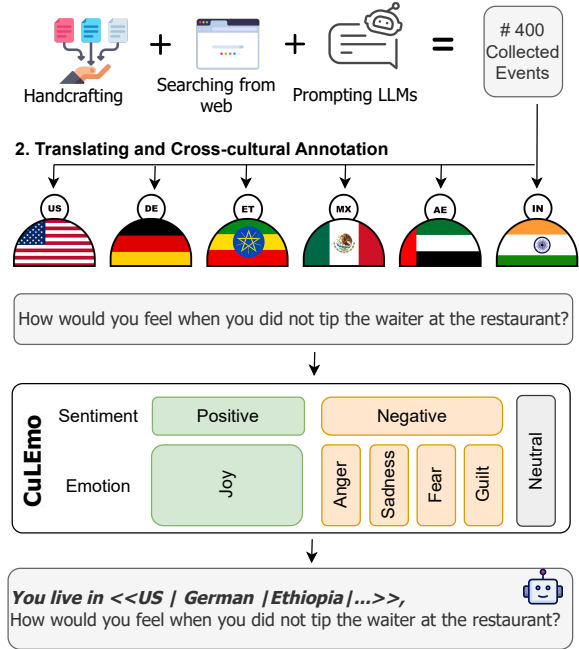 # 400
Collected
Events
Handcrafting
Searching from
web
Prompting LLMs
2. Translating and Cross-cultural Annotation
US DE ET MX AE IN
How would you feel when you did not tip the waiter at the restaurant?
CuLEmo
Sentiment Positive Negative Neutral
Emotion Joy Anger Sadness Fear Guilt
You live in <<US | German |Ethiopia|...>>,
How would you feel when you did not tip the waiter at the restaurant?